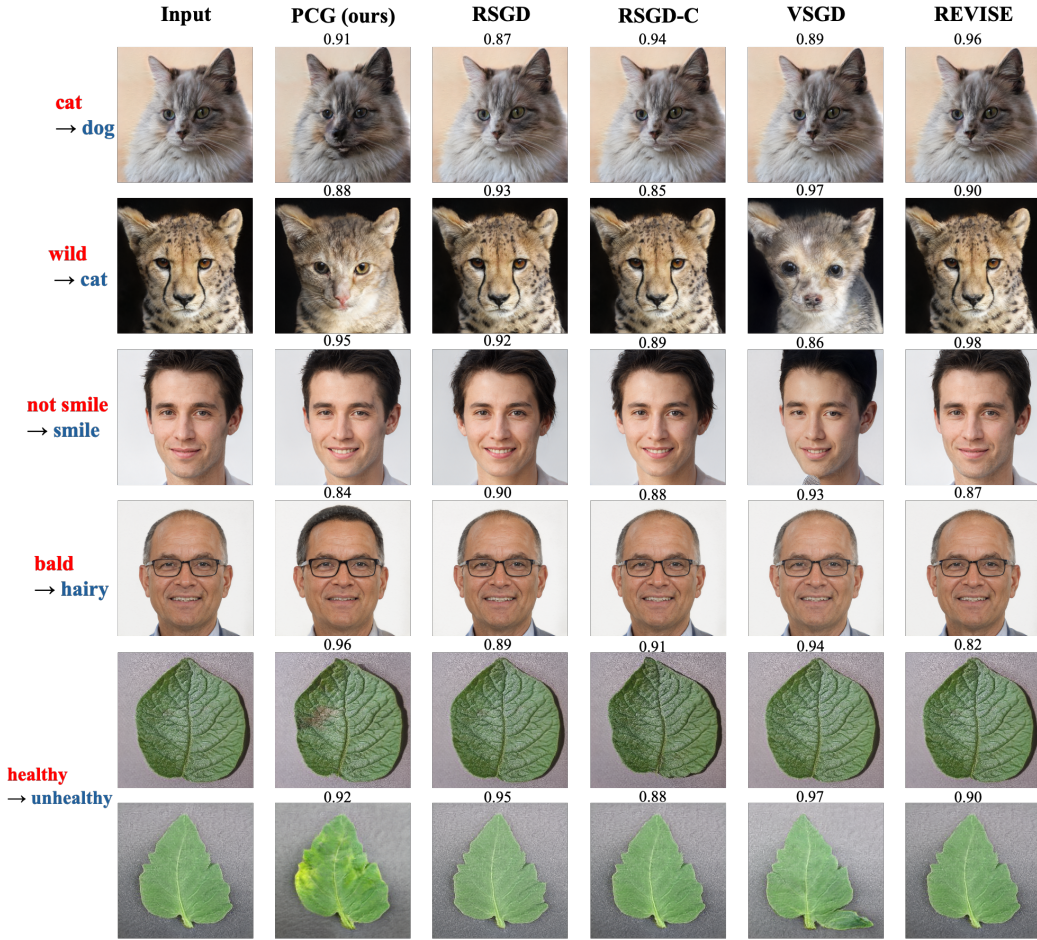 Input PCG (ours) RSGD RSGD-C VSGD REVISE
0.91 0.87 0.94 0.89 0.96
cat
→ dog
0.88 0.93 0.85 0.97 0.90
wild
→ cat
0.95 0.92 0.89 0.86 0.98
not smile
→ smile
0.84 0.90 0.88 0.93 0.87
bald
→ hairy
0.96 0.89 0.91 0.94 0.82
healthy
→ unhealthy
0.92 0.95 0.88 0.97 0.90